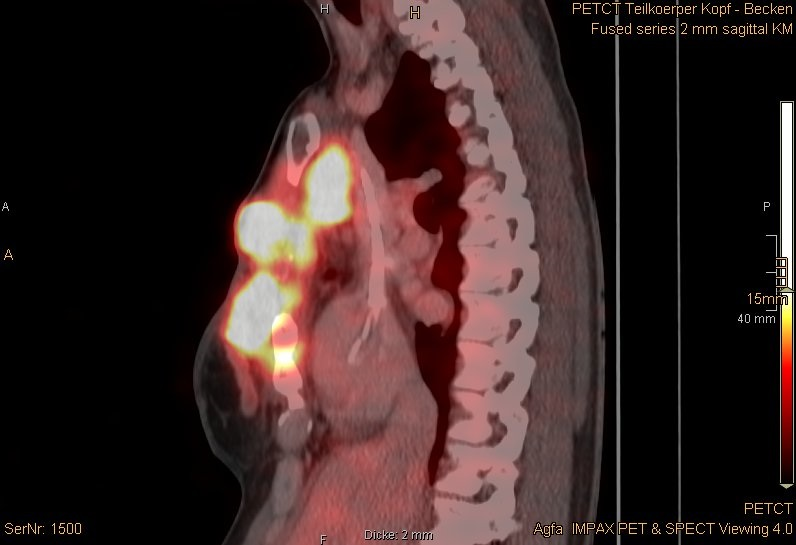 H
H
PETCT Teilkoerper Kopf - Becken
Fused series 2 mm sagittal KM
A
P
A
15mm
40 mm
PETCT
SerNr: 1500
F
Dicke: 2 mm
Agfa IMPAX PET & SPECT Viewing 4.0